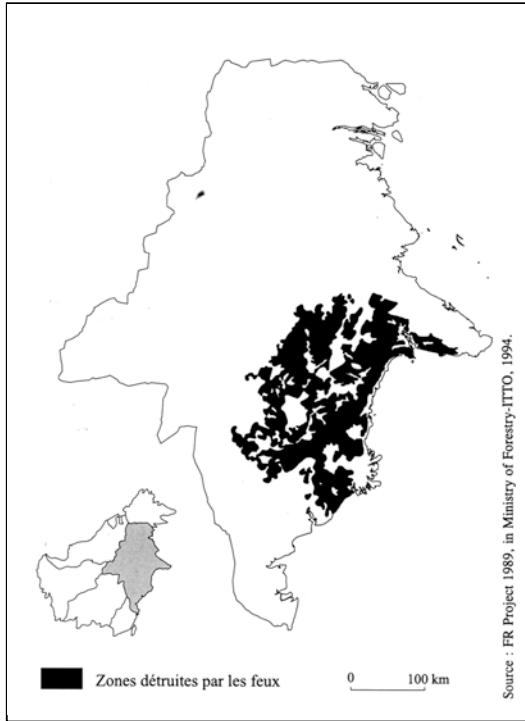 Source : FR Project 1989, in Ministry of Forestry-ITTO, 1994.
Zones détruites par les feux
0 100 km